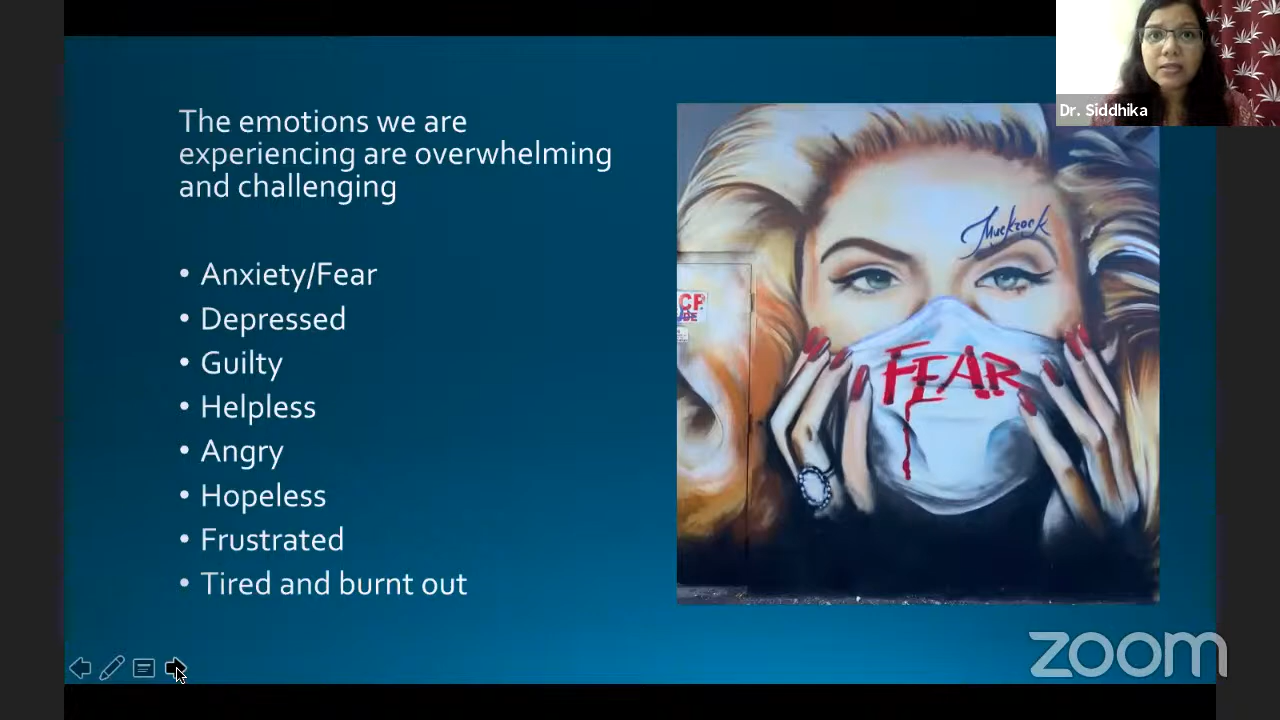 The emotions we are
experiencing are overwhelming
and challenging
• Anxiety/Fear
• Depressed
• Guilty
• Helpless
• Angry
• Hopeless
• Frustrated
• Tired and burnt out
Muckrock
FEAR
Dr. Siddhika
zoom